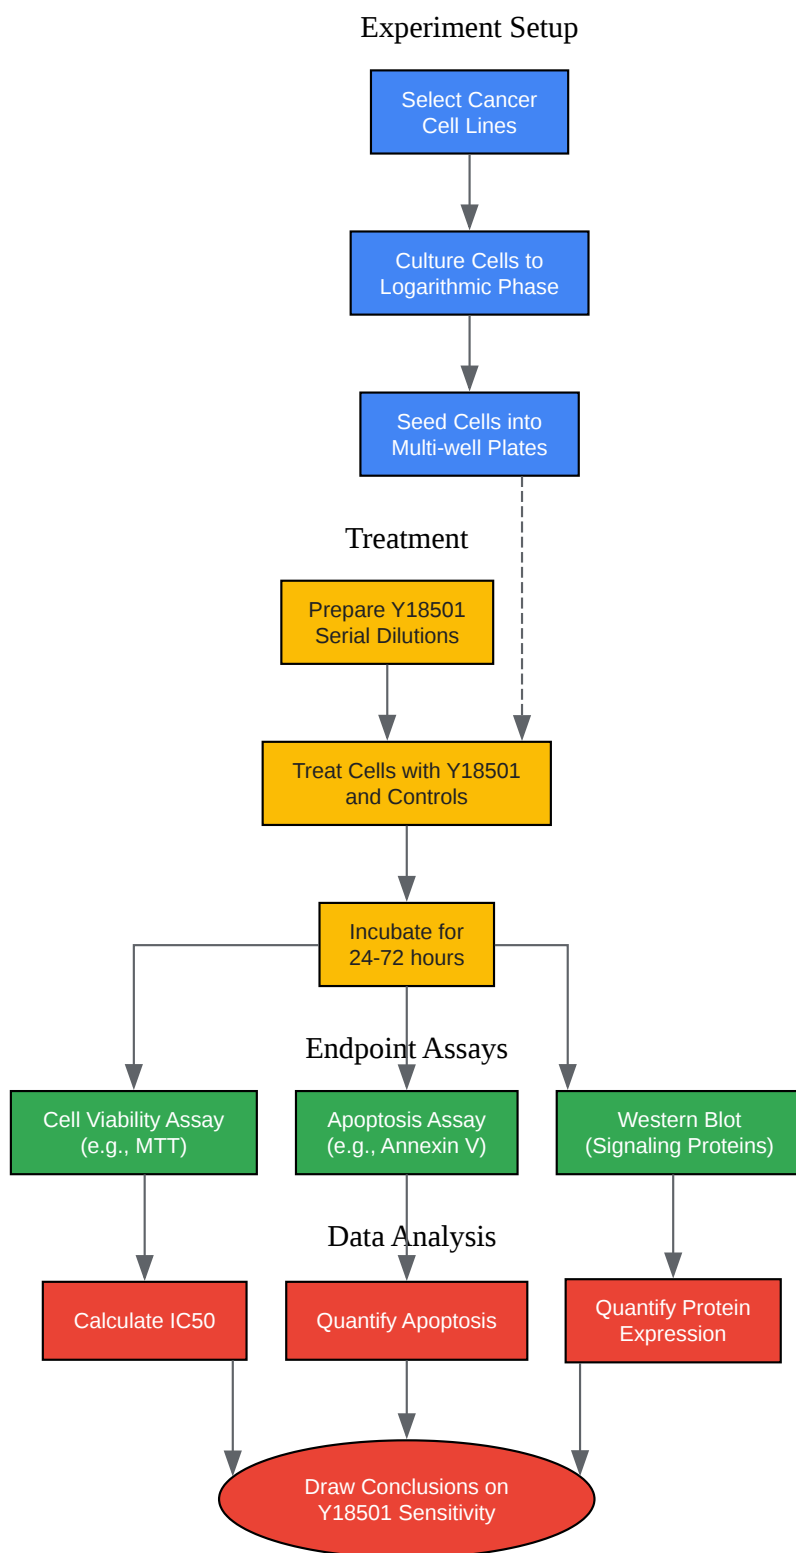 Experiment Setup
Select Cancer
Cell Lines
Culture Cells to
Logarithmic Phase
Seed Cells into
Multi-well Plates
Treatment
Prepare Y18501
Serial Dilutions
Treat Cells with Y18501
and Controls
Incubate for
24-72 hours
Endpoint Assays
Cell Viability Assay
(e.g., MTT)
Apoptosis Assay
(e.g., Annexin V)
Western Blot
(Signaling Proteins)
Data Analysis
Calculate IC50
Quantify Apoptosis
Quantify Protein
Expression
Draw Conclusions on
Y18501 Sensitivity